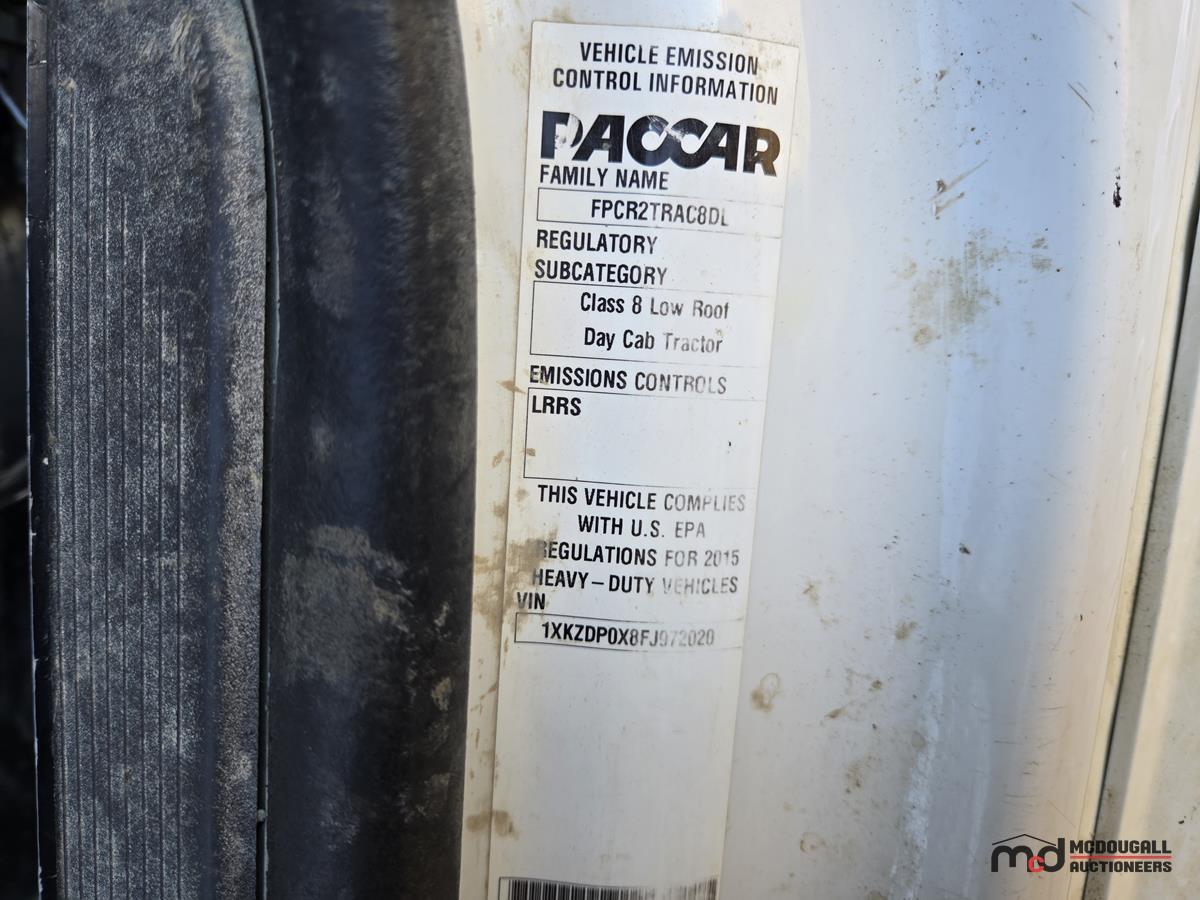 VEHICLE EMISSION
CONTROL INFORMATION
PACCAR
FAMILY NAME
FPCR2TRAC8DL
REGULATORY
SUBCATEGORY
Class 8 Low Roof
Day Cab Tractor
EMISSIONS CONTROLS
LRRS
THIS VEHICLE COMPLIES
WITH U.S. EPA
REGULATIONS FOR 2015
HEAVY-DUTY VEHICLES
VIN
1XKZDP0X8FJ972020
mcd MCDOUGALL
AUCTIONEERS